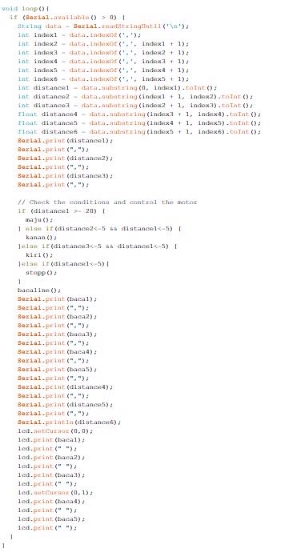 void loop(){
if (Serial.available() > 0) {
String data = Serial.readStringUntil('\n');
int index1 = data.indexOf(',');
int index2 = data.indexOf(',', index1 + 1);
int index3 = data.indexOf(',', index2 + 1);
int index4 = data.indexOf(',', index3 + 1);
int index5 = data.indexOf(',', index4 + 1);
int index6 = data.indexOf(',', index5 + 1);
int distance1 = data.substring(0, index1).toInt();
int distance2 = data.substring(index1 + 1, index2).toInt();
int distance3 = data.substring(index2 + 1, index3).toInt();
float distance4 = data.substring(index3 + 1, index4).toInt();
float distance5 = data.substring(index4 + 1, index5).toInt();
float distance6 = data.substring(index5 + 1, index6).toInt();
Serial.print(distance1);
Serial.print(",");
Serial.print(distance2);
Serial.print(",");
Serial.print(distance3);
Serial.print(",");
// Check the conditions and control the motor
if (distance1 >= 20) {
maju();
} else if(distance2<=5 && distance1<=5) {
kanan();
}else if(distance3<=5 && distance1<=5) {
kiri();
}else if(distance1<=5){
stopp();
}
bacaline();
Serial.print(baca1);
Serial.print(",");
Serial.print(baca2);
Serial.print(",");
Serial.print(baca3);
Serial.print(",");
Serial.print(baca4);
Serial.print(",");
Serial.print(baca5);
Serial.print(",");
Serial.print(distance4);
Serial.print(",");
Serial.print(distance5);
Serial.print(",");
Serial.println(distance6);
lcd.setCursor(0,0);
lcd.print(baca1);
lcd.print(" ");
lcd.print(baca2);
lcd.print(" ");
lcd.print(baca3);
lcd.print(" ");
lcd.setCursor(0,1);
lcd.print(baca4);
lcd.print(" ");
lcd.print(baca5);
lcd.print(" ");
}
}